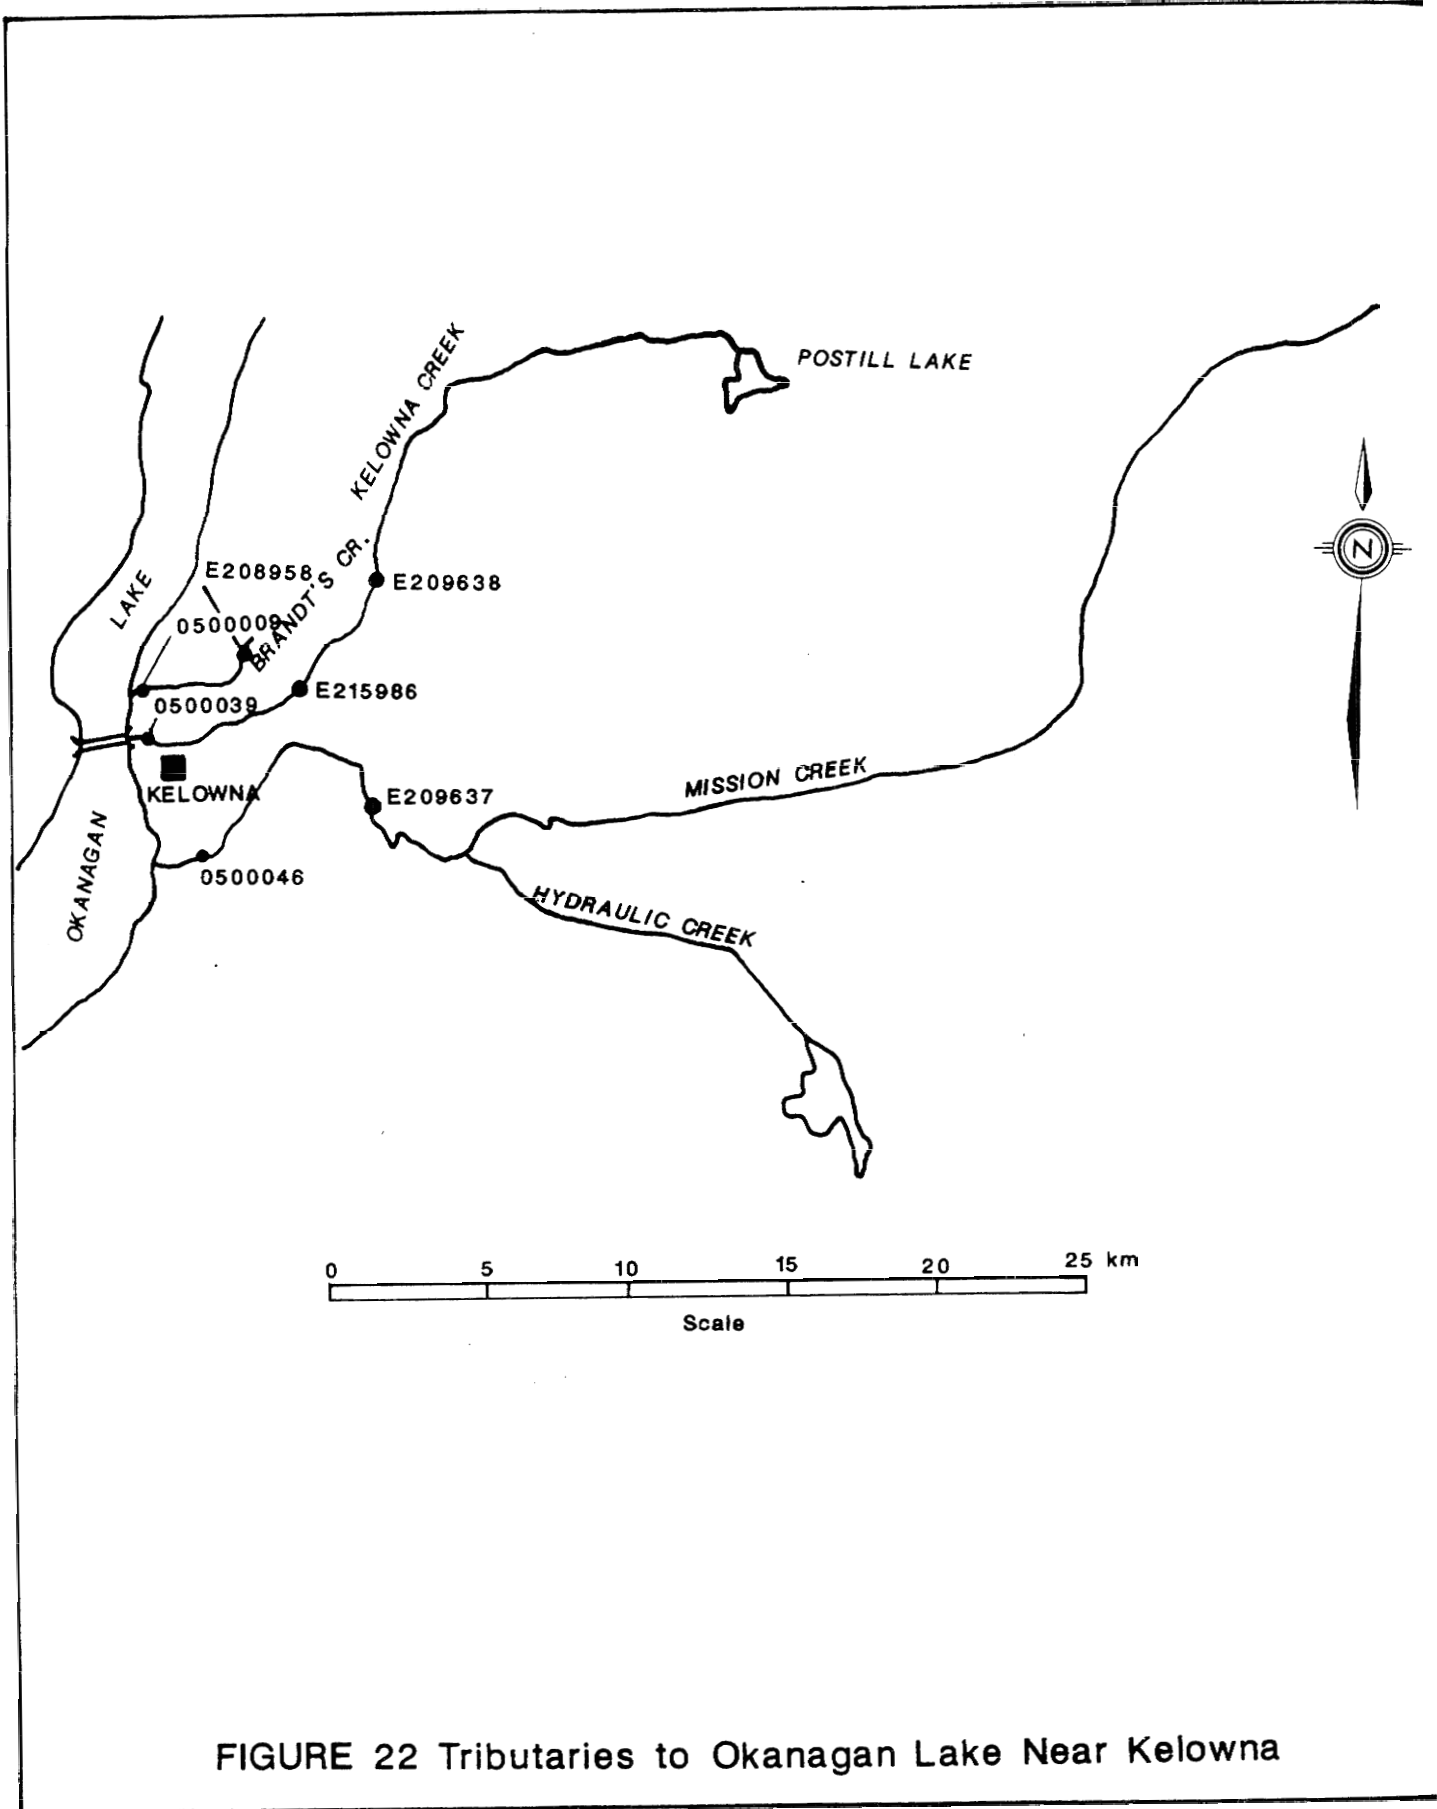 KELOWNA CREEK
POSTILL LAKE
BRANDT'S CR.
E208958
E209638
LAKE
0500009
N
E215986
0500039
KELOWNA
MISSION CREEK
E209637
OKANAGAN
0500046
HYDRAULIC CREEK
0 5 10 15 20 25 km
Scale
FIGURE 22 Tributaries to Okanagan Lake Near Kelowna